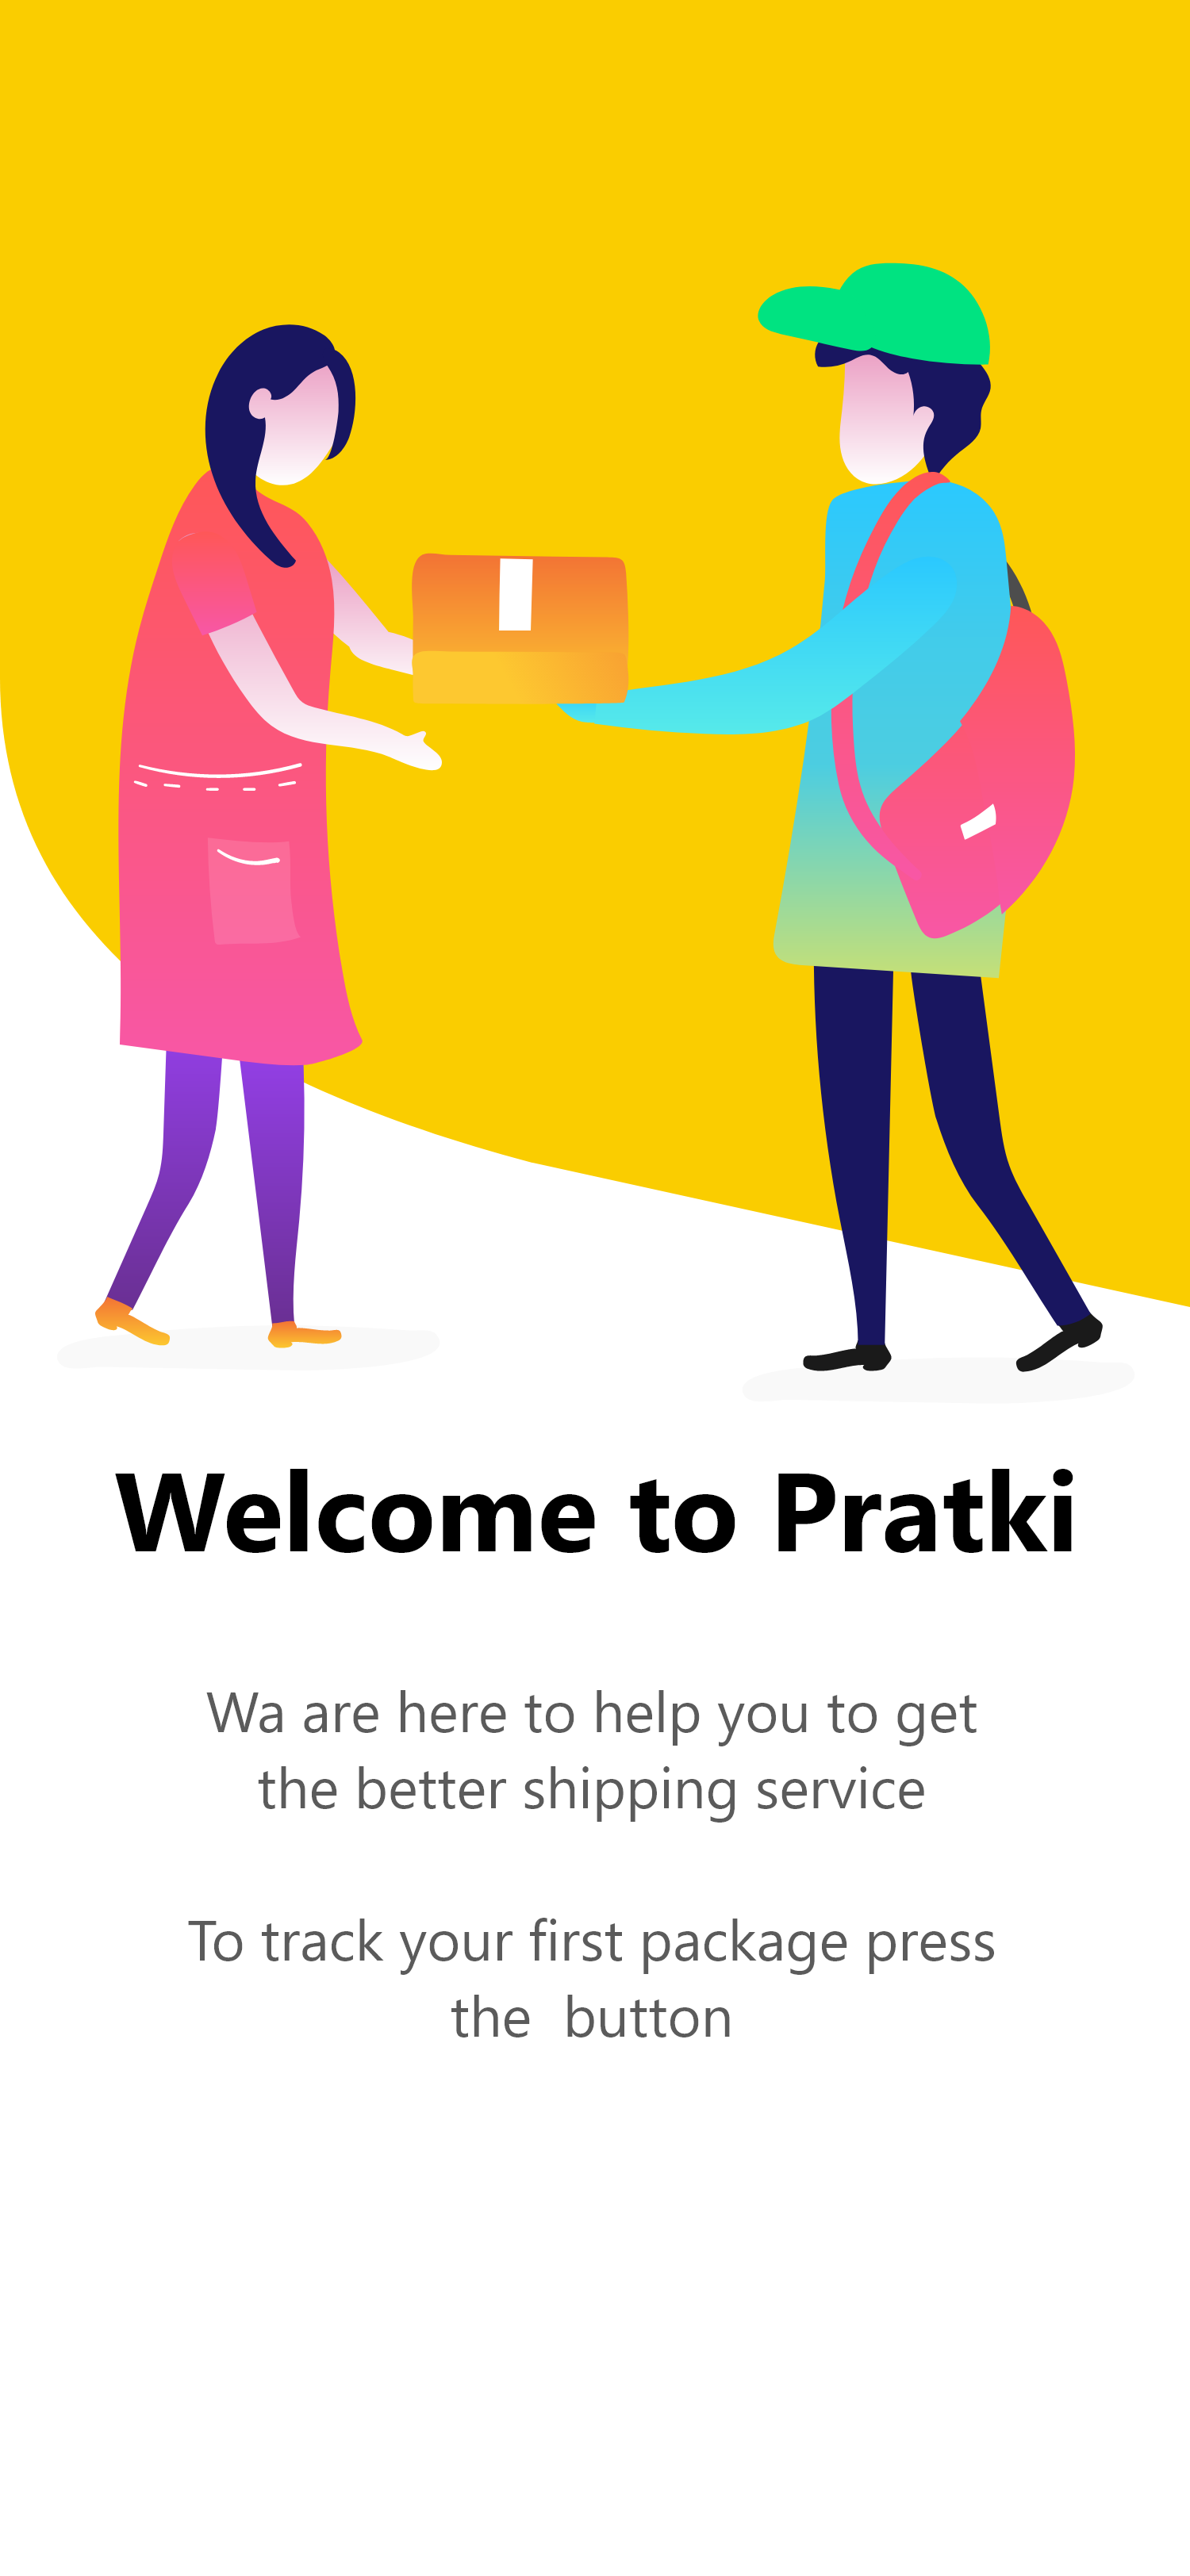 Welcome to Pratki
Wa are here to help you to get
the better shipping service
To track your first package press
the  button